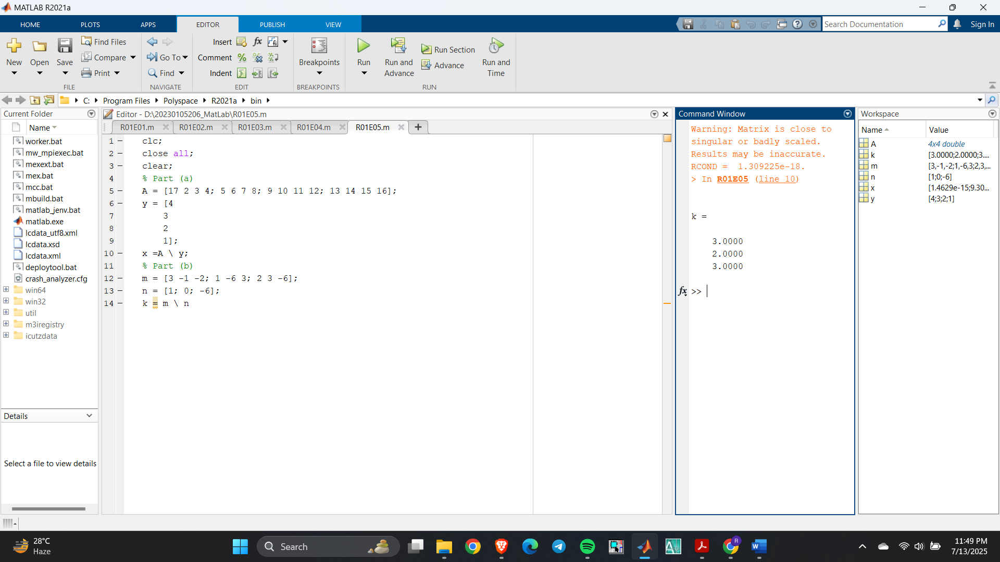 MATLAB R2021a
HOME PLOTS APPS EDITOR PUBLISH VIEW
Search Documentation
Sign In
New
Open
Save
Find Files
Compare
Print
FILE
Go To
Find
NAVIGATE
Insert
fx
Comment
Indent
EDIT
Breakpoints
BREAKPOINTS
Run
Run and
Advance
Run Section
Advance
Run and
Time
RUN
C: Program Files Polyspace R2021a bin
Current Folder
Name
worker.bat
mw_mpiexec.bat
mexext.bat
mex.bat
mcc.bat
mbuild.bat
matlab_jenv.bat
matlab.exe
lcdata_utf8.xml
lcdata.xsd
lcdata.xml
deploytool.bat
crash_analyzer.cfg
win64
win32
util
m3iregistry
icutzdata
Details
Select a file to view details
Editor - D:\20230105206_MatLab\R01E05.m
R01E01.m R01E02.m R01E03.m R01E04.m R01E05.m
1 clc;
2 close all;
3 clear;
4 % Part (a)
5 A = [17 2 3 4; 5 6 7 8; 9 10 11 12; 13 14 15 16];
6 y = [4
7 3
8 2
9 1];
10 x =A \ y;
11 % Part (b)
12 m = [3 -1 -2; 1 -6 3; 2 3 -6];
13 n = [1; 0; -6];
14 k = m \ n
Command Window
Warning: Matrix is close to
singular or badly scaled.
Results may be inaccurate.
RCOND = 1.309225e-18.
> In R01E05 (line 10)
k =
3.0000
2.0000
3.0000
fx >>
Workspace
Name Value
A 4x4 double
k [3.0000;2.0000;3....
m [3,-1,-2;1,-6,3;2,3,...
n [1;0;-6]
x [1.4629e-15;9.30...
y [4;3;2;1]
28°C
Haze
Search
R
11:49 PM
7/13/2025